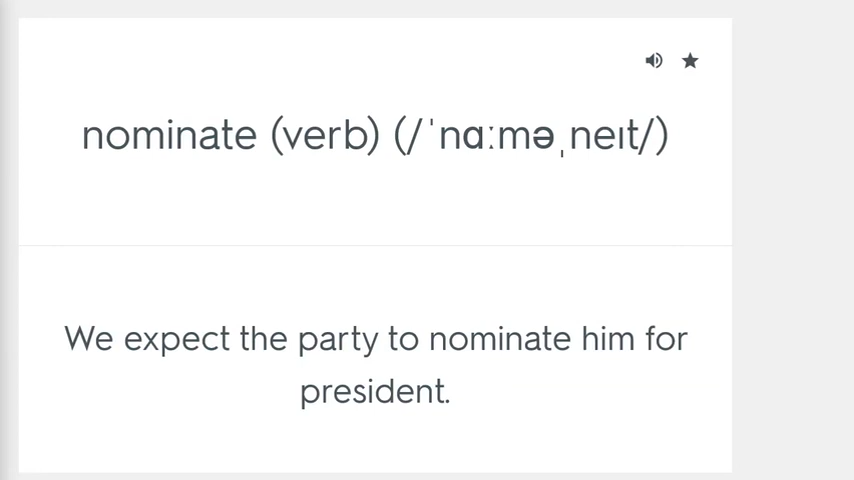 nominate (verb) (/ˈnɑːməˌneɪt/)
We expect the party to nominate him for
president.